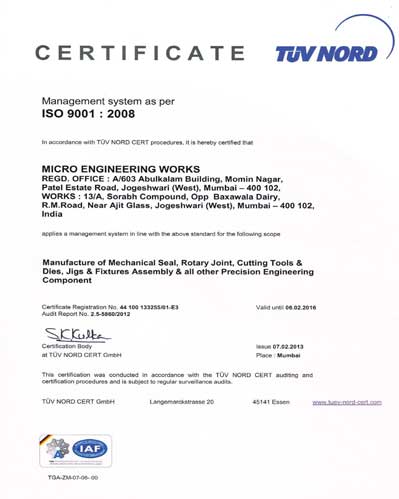 TÜV NORD
CERTIFICATE
Management system as per
ISO 9001 : 2008
In accordance with TÜV NORD CERT procedures, it is hereby certified that
MICRO ENGINEERING WORKS
REGD. OFFICE : A/603 Abulkalam Building, Momin Nagar,
Patel Estate Road, Jogeshwari (West), Mumbai – 400 102,
WORKS : 13/A, Sorabh Compound, Opp Baxawala Dairy,
R.M.Road, Near Ajit Glass, Jogeshwari (West), Mumbai – 400 102,
India
applies a management system in line with the above standard for the following scope
Manufacture of Mechanical Seal, Rotary Joint, Cutting Tools &
Dies, Jigs & Fixtures Assembly & all other Precision Engineering
Component
Certificate Registration No. 44 100 133255/01-E3 Valid until 06.02.2016
Audit Report No. 2.5-5860/2012
Certification Body Issue 07.02.2013
at TÜV NORD CERT GmbH Place : Mumbai
This certification was conducted in accordance with the TÜV NORD CERT auditing and
certification procedures and is subject to regular surveillance audits.
TÜV NORD CERT GmbH Langemarckstrasse 20 45141 Essen www.tuev-nord-cert.com
IAF
TGA-ZM-07-06- 00